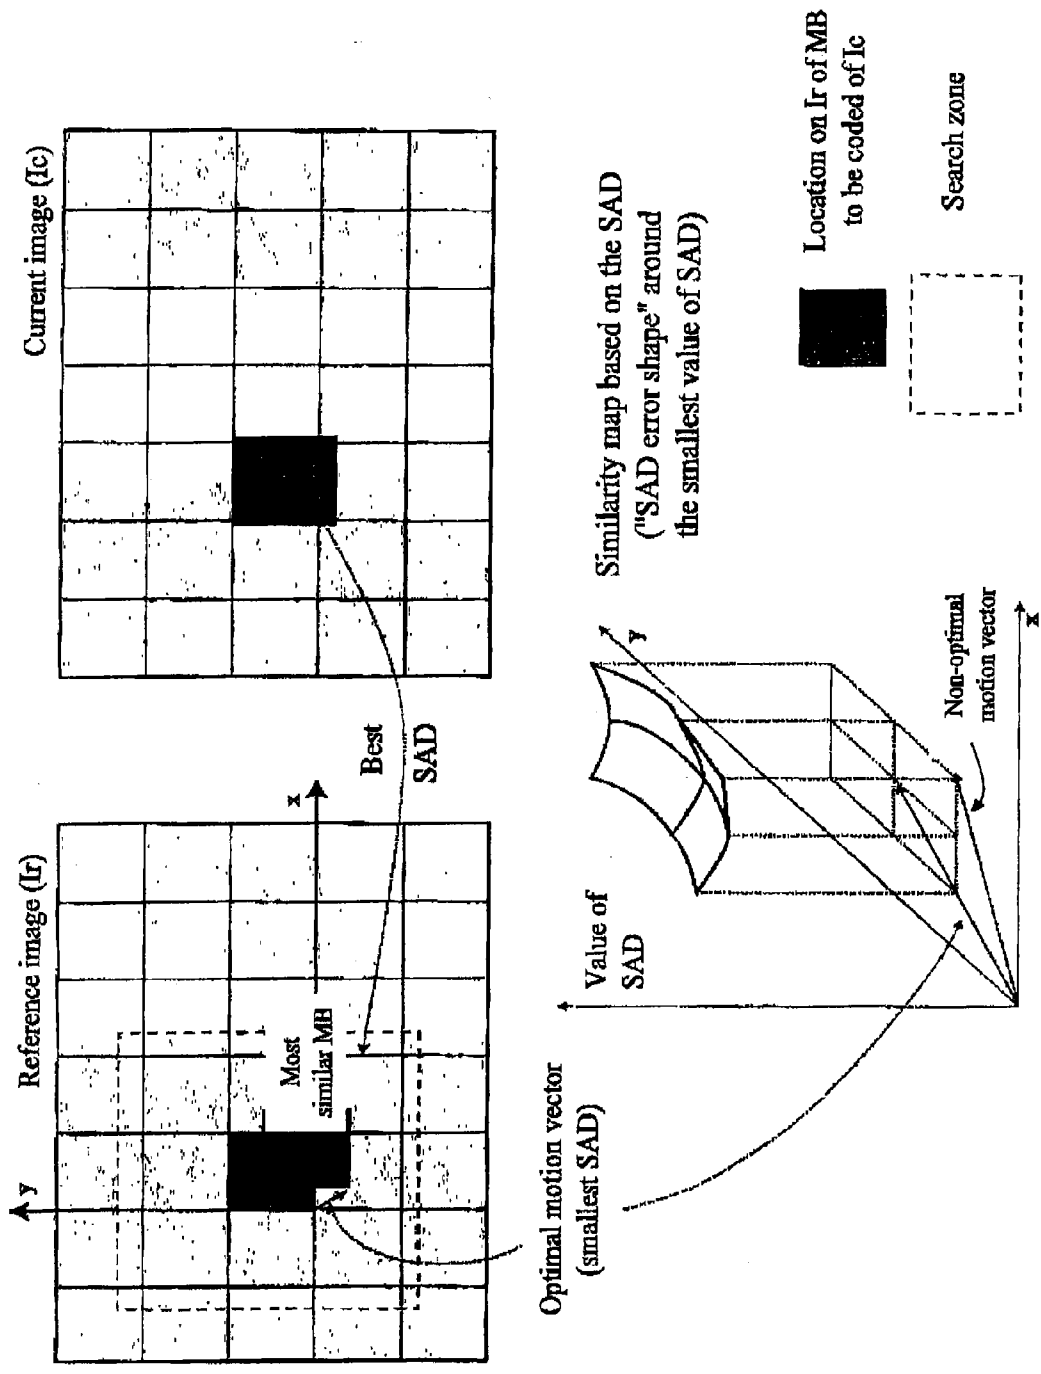 Reference image (Ir)
Current image (Ic)
y
x
Most
similar MB
Best
SAD
Optimal motion vector
(smallest SAD)
Value of
SAD
y
x
Non-optimal
motion vector
Similarity map based on the SAD
("SAD error shape" around
the smallest value of SAD)
Location on Ir of MB
to be coded of Ic
Search zone